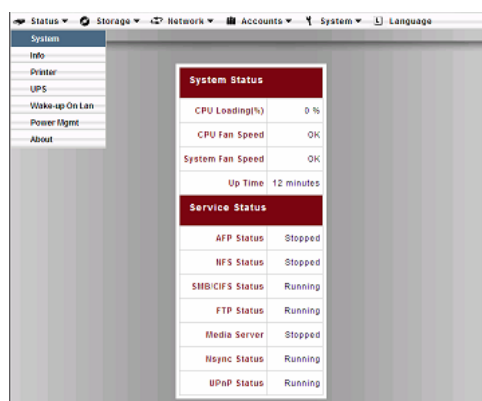 Status Storage Network Accounts System Language
System
Info
Printer
UPS
Wake-up On Lan
Power Mgmt
About
System Status
CPU Loading(%) 0 %
CPU Fan Speed OK
System Fan Speed OK
Up Time 12 minutes
Service Status
AFP Status Stopped
NFS Status Stopped
SMB/CIFS Status Running
FTP Status Running
Media Server Stopped
Nsync Status Running
UPnP Status Running